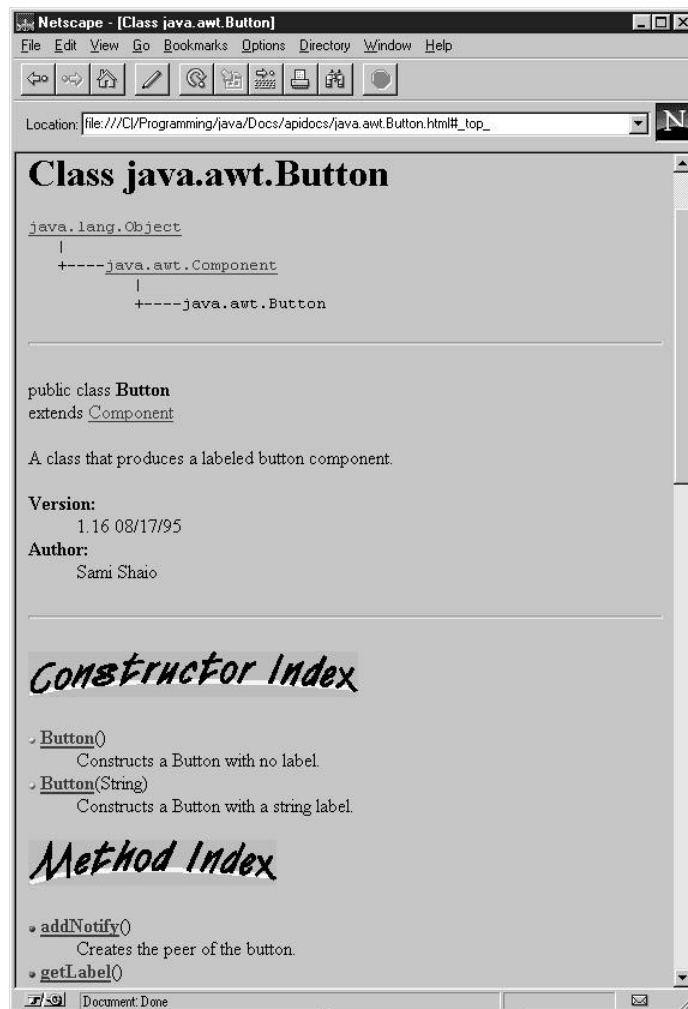 Netscape - [Class java.awt.Button]
File Edit View Go Bookmarks Options Directory Window Help
Location: file:///C|/Programming/java/Docs/apidocs/java.awt.Button.html#_top_
N
Class java.awt.Button
java.lang.Object
|
+----java.awt.Component
|
+----java.awt.Button
public class Button
extends Component
A class that produces a labeled button component.
Version:
1.16 08/17/95
Author:
Sami Shaio
Constructor Index
Button()
Constructs a Button with no label.
Button(String)
Constructs a Button with a string label.
Method Index
addNotify()
Creates the peer of the button.
getLabel()
Document: Done